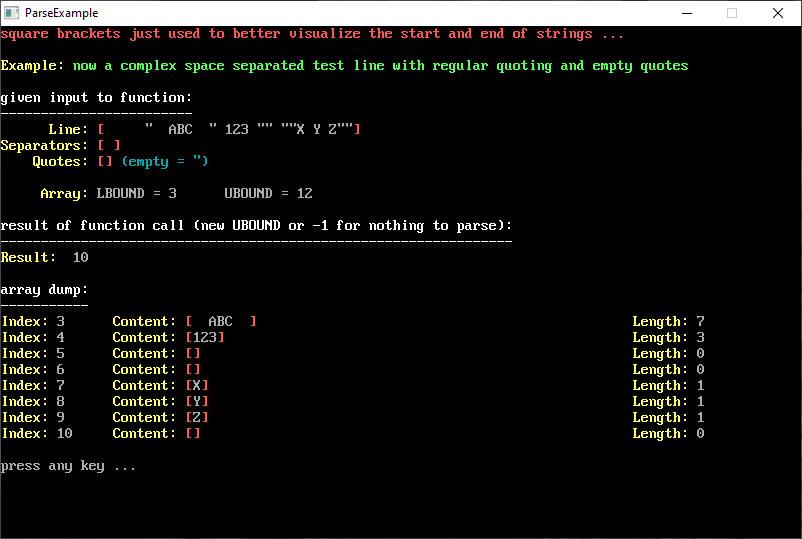 ParseExample
square brackets just used to better visualize the start and end of strings ...
Example: now a complex space separated test line with regular quoting and empty quotes
given input to function:
------------------------
Line: [     "  ABC  " 123 "" ""X Y Z""]
Separators: [ ]
Quotes: [] (empty = ")
Array: LBOUND = 3      UBOUND = 12
result of function call (new UBOUND or -1 for nothing to parse):
----------------------------------------------------------------
Result:  10
array dump:
-----------
Index: 3      Content: [  ABC  ]      Length: 7
Index: 4      Content: [123]      Length: 3
Index: 5      Content: []      Length: 0
Index: 6      Content: []      Length: 0
Index: 7      Content: [X]      Length: 1
Index: 8      Content: [Y]      Length: 1
Index: 9      Content: [Z]      Length: 1
Index: 10     Content: []      Length: 0
press any key ...